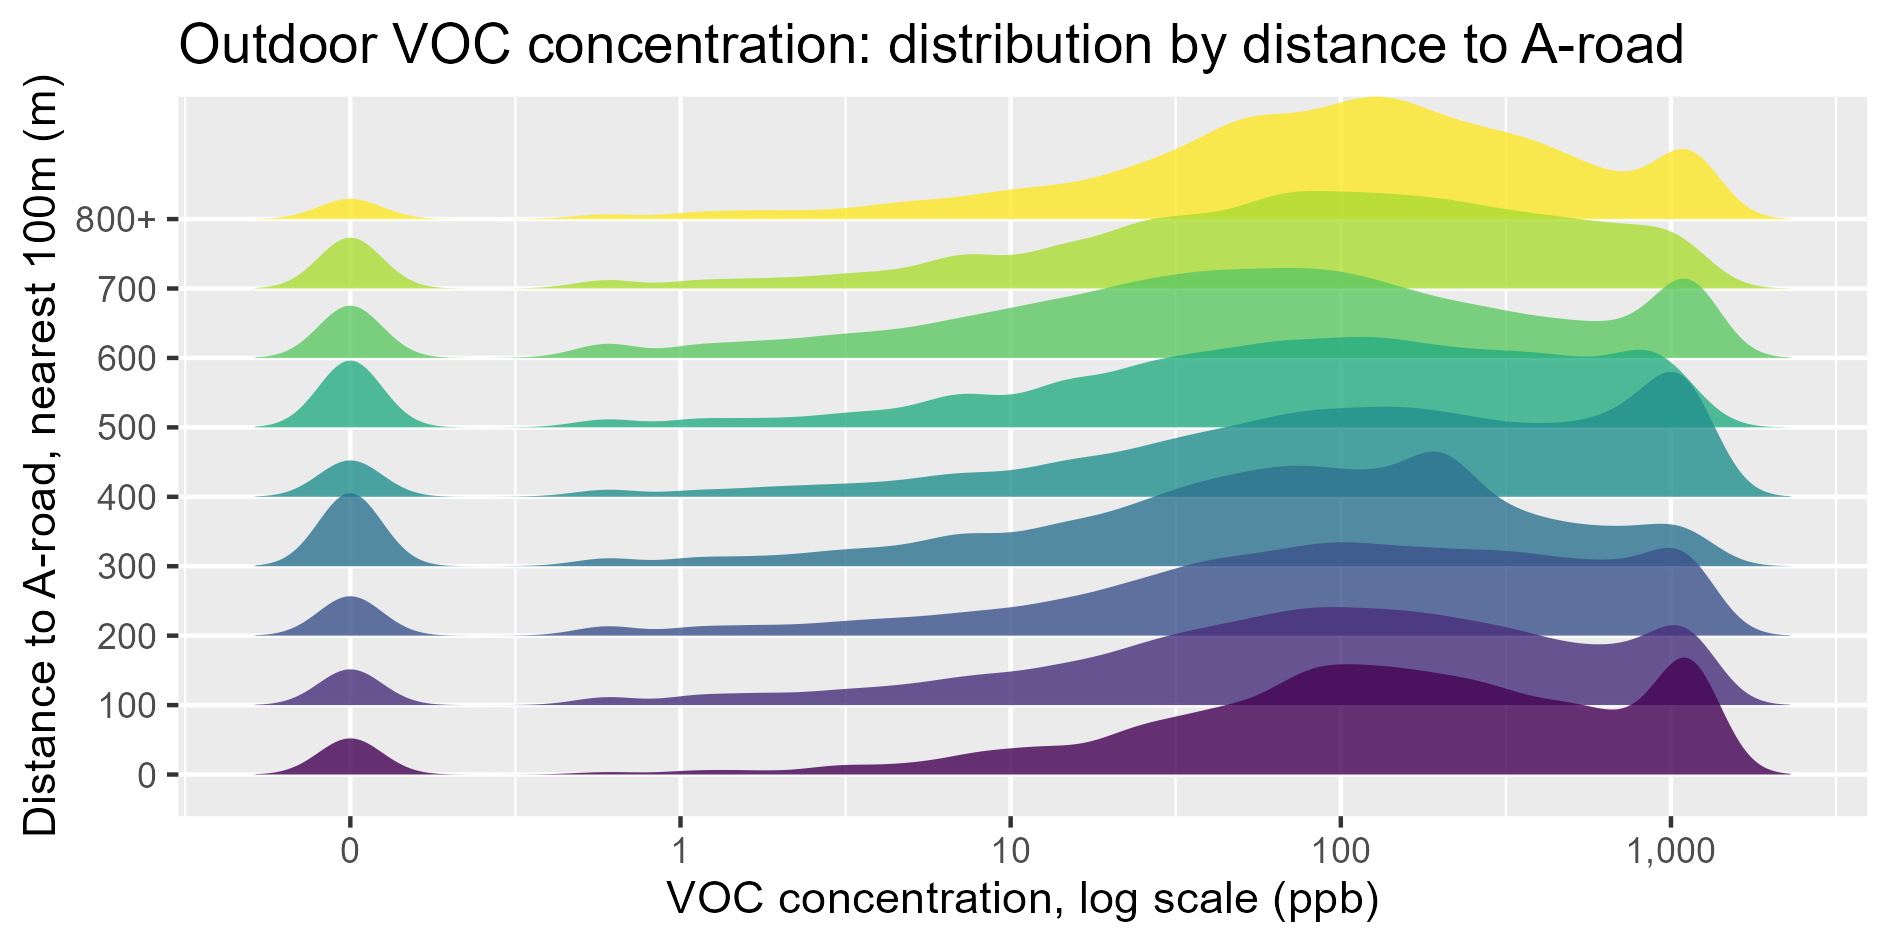 Outdoor VOC concentration: distribution by distance to A-road
Distance to A-road, nearest 100m (m)
800+
700
600
500
400
300
200
100
0
0 1 10 100 1,000
VOC concentration, log scale (ppb)